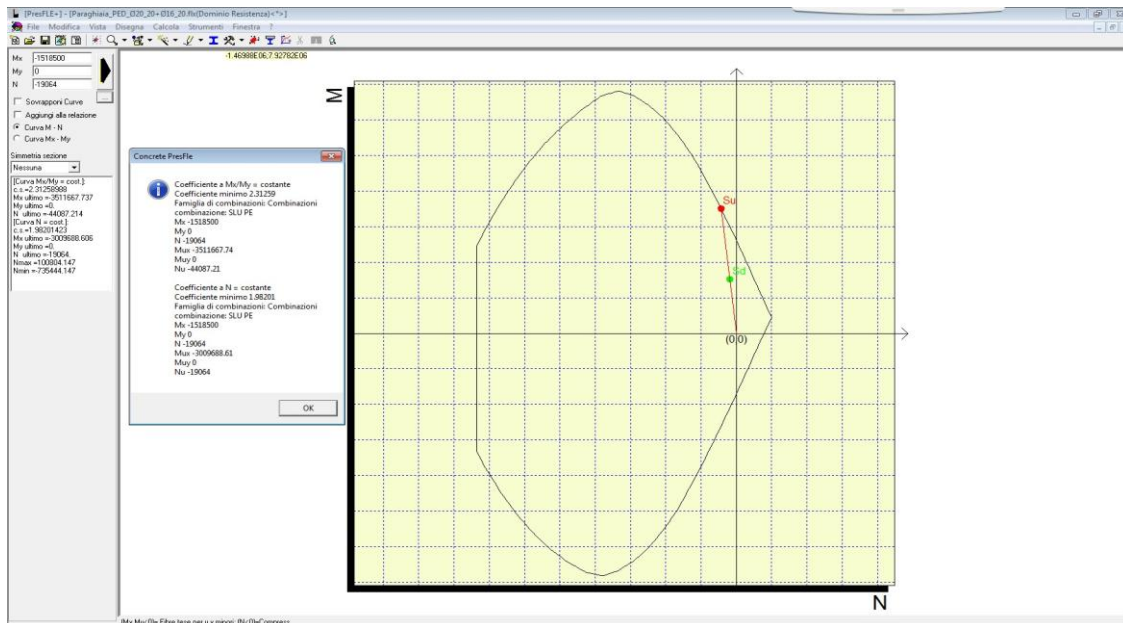 [PresFLE+] - [Paraghiaia_PED_Ø20_20+Ø16_20.flx(Dominio Resistenza)<*>]
File Modifica Vista Disegna Calcola Strumenti Finestra ?
Mx -1518500
My 0
N -19064
Sovrapponi Curve
...
Aggiungi alla relazione
Curva M - N
Curva Mx - My
Simmetria sezione
Nessuna
[Curva Mx/My = cost.]:
c.s.=2.31258988
Mx ultimo =-3511667.737
My ultimo =0.
N ultimo =-44087.214
[Curva N = cost.]:
c.s.=1.98201423
Mx ultimo =-3009688.606
My ultimo =0.
N ultimo =-19064.
Nmax =100804.147
Nmin =-735444.147
-1.46988E06,7.92782E06
M
Concrete PresFle
Coefficiente a Mx/My = costante
Coefficiente minimo 2.31259
Famiglia di combinazioni: Combinazioni
combinazione: SLU PE
Mx -1518500
My 0
N -19064
Mux -3511667.74
Muy 0
Nu -44087.21
Coefficiente a N = costante
Coefficiente minimo 1.98201
Famiglia di combinazioni: Combinazioni
combinazione: SLU PE
Mx -1518500
My 0
N -19064
Mux -3009688.61
Muy 0
Nu -19064
OK
Su
Sd
(0,0)
N